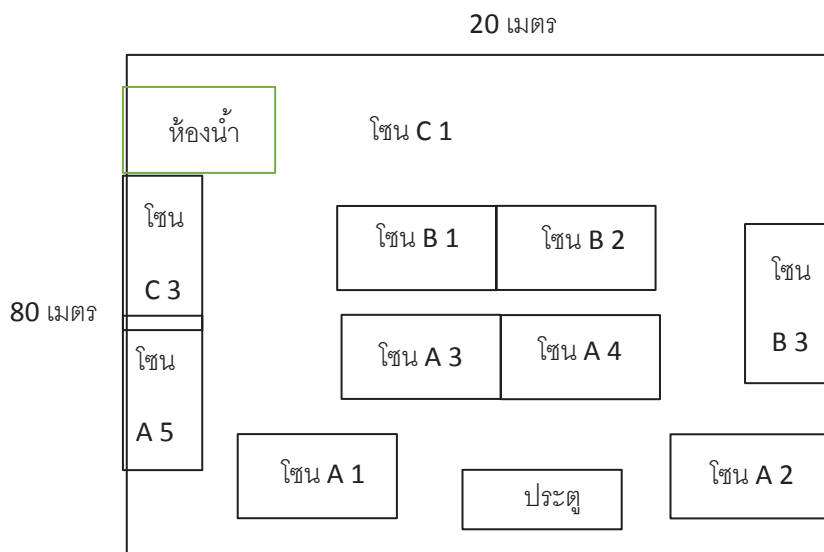 20 เมตร
ห้องน้ำ
โซน C 1
โซน
C 3
โซน B 1
โซน B 2
โซน
B 3
80 เมตร
โซน A 3
โซน A 4
โซน
A 5
โซน A 1
ประตู
โซน A 2